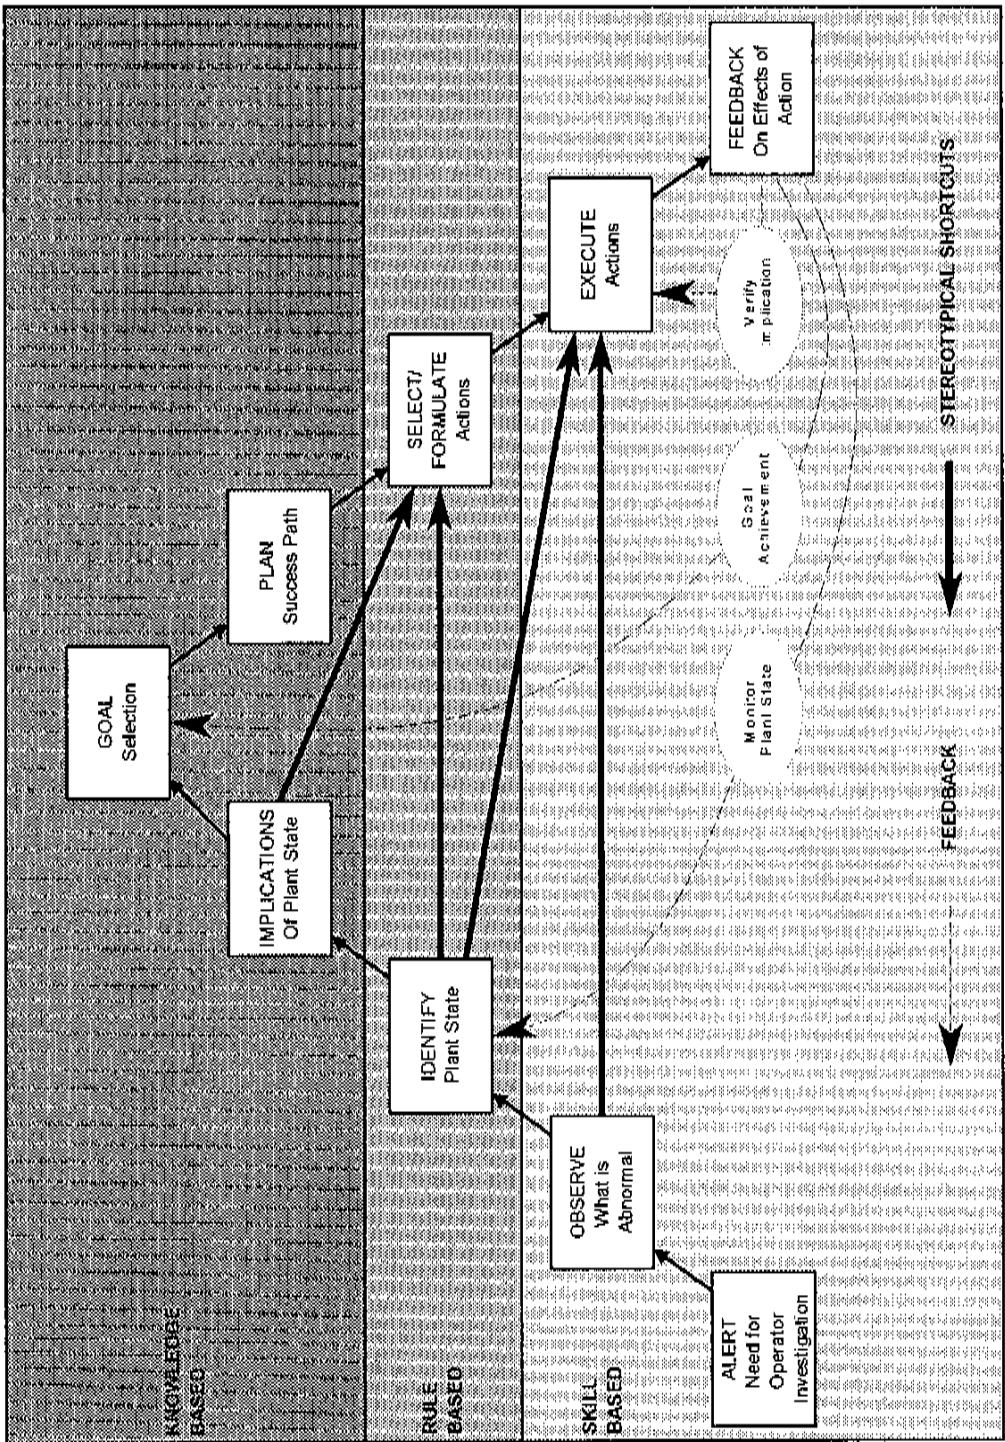 KNOWLEDGE
BASED
GOAL
Selection
IMPLICATIONS
Of Plant State
PLAN
Success Path
RULE
BASED
IDENTIFY
Plant State
SELECT/
FORMULATE
Actions
SKILL
BASED
OBSERVE
What is
Abnormal
EXECUTE
Actions
ALERT
Need for
Operator
Investigation
Monitor
Plant State
Goal
Achievement
Verify
Implication
FEEDBACK
On Effects of
Action
FEEDBACK
STEREOTYPICAL SHORTCUTS